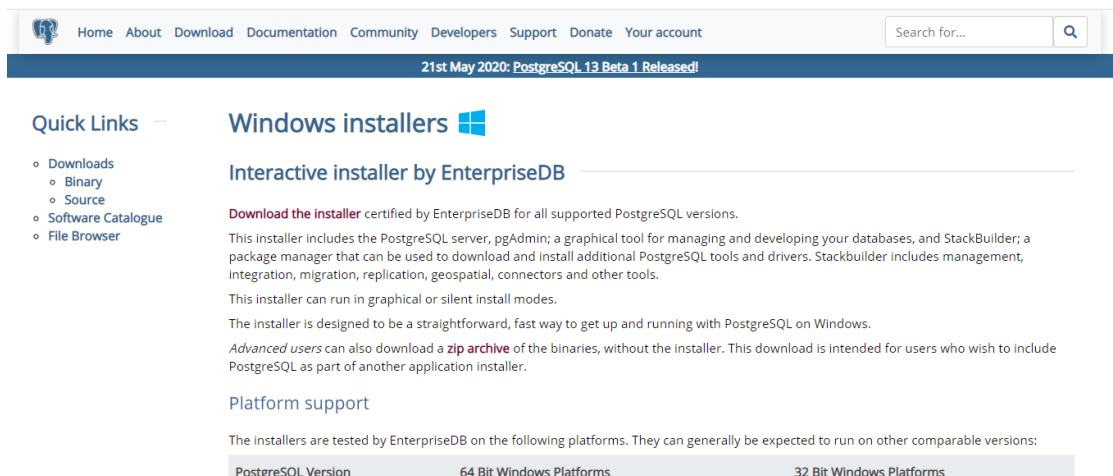 Home About Download Documentation Community Developers Support Donate Your account Search for...
21st May 2020: PostgreSQL 13 Beta 1 Released!
Quick Links
Downloads
Binary
Source
Software Catalogue
File Browser
Windows installers
Interactive installer by EnterpriseDB
Download the installer certified by EnterpriseDB for all supported PostgreSQL versions.
This installer includes the PostgreSQL server, pgAdmin; a graphical tool for managing and developing your databases, and StackBuilder; a
package manager that can be used to download and install additional PostgreSQL tools and drivers. Stackbuilder includes management,
integration, migration, replication, geospatial, connectors and other tools.
This installer can run in graphical or silent install modes.
The installer is designed to be a straightforward, fast way to get up and running with PostgreSQL on Windows.
Advanced users can also download a zip archive of the binaries, without the installer. This download is intended for users who wish to include
PostgreSQL as part of another application installer.
Platform support
The installers are tested by EnterpriseDB on the following platforms. They can generally be expected to run on other comparable versions:
PostgreSQL Version 64 Bit Windows Platforms 32 Bit Windows Platforms